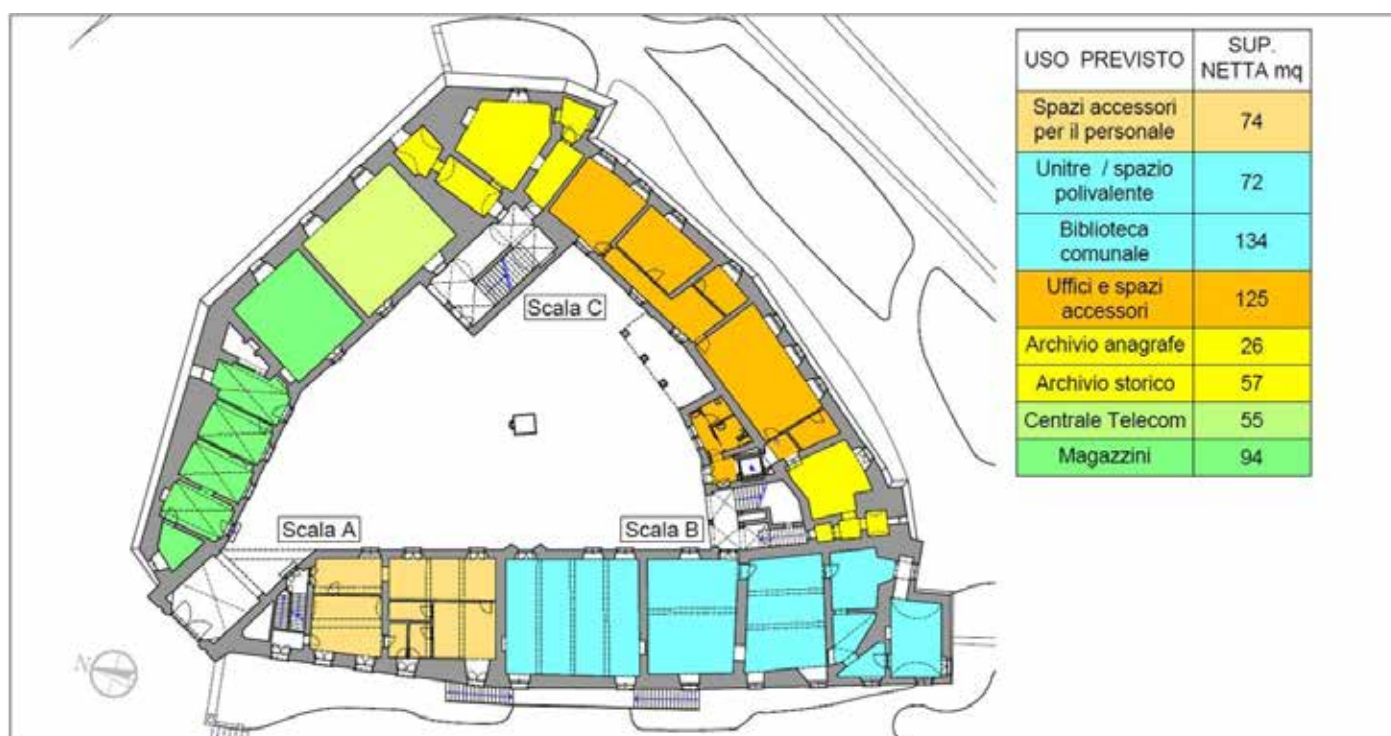 USO PREVISTO
SUP.
NETTA mq
Spazi accessori
per il personale
74
Unitre / spazio
polivalente
72
Biblioteca
comunale
134
Uffici e spazi
accessori
125
Archivio anagrafe
26
Archivio storico
57
Centrale Telecom
55
Magazzini
94
Scala C
Scala A
Scala B
N